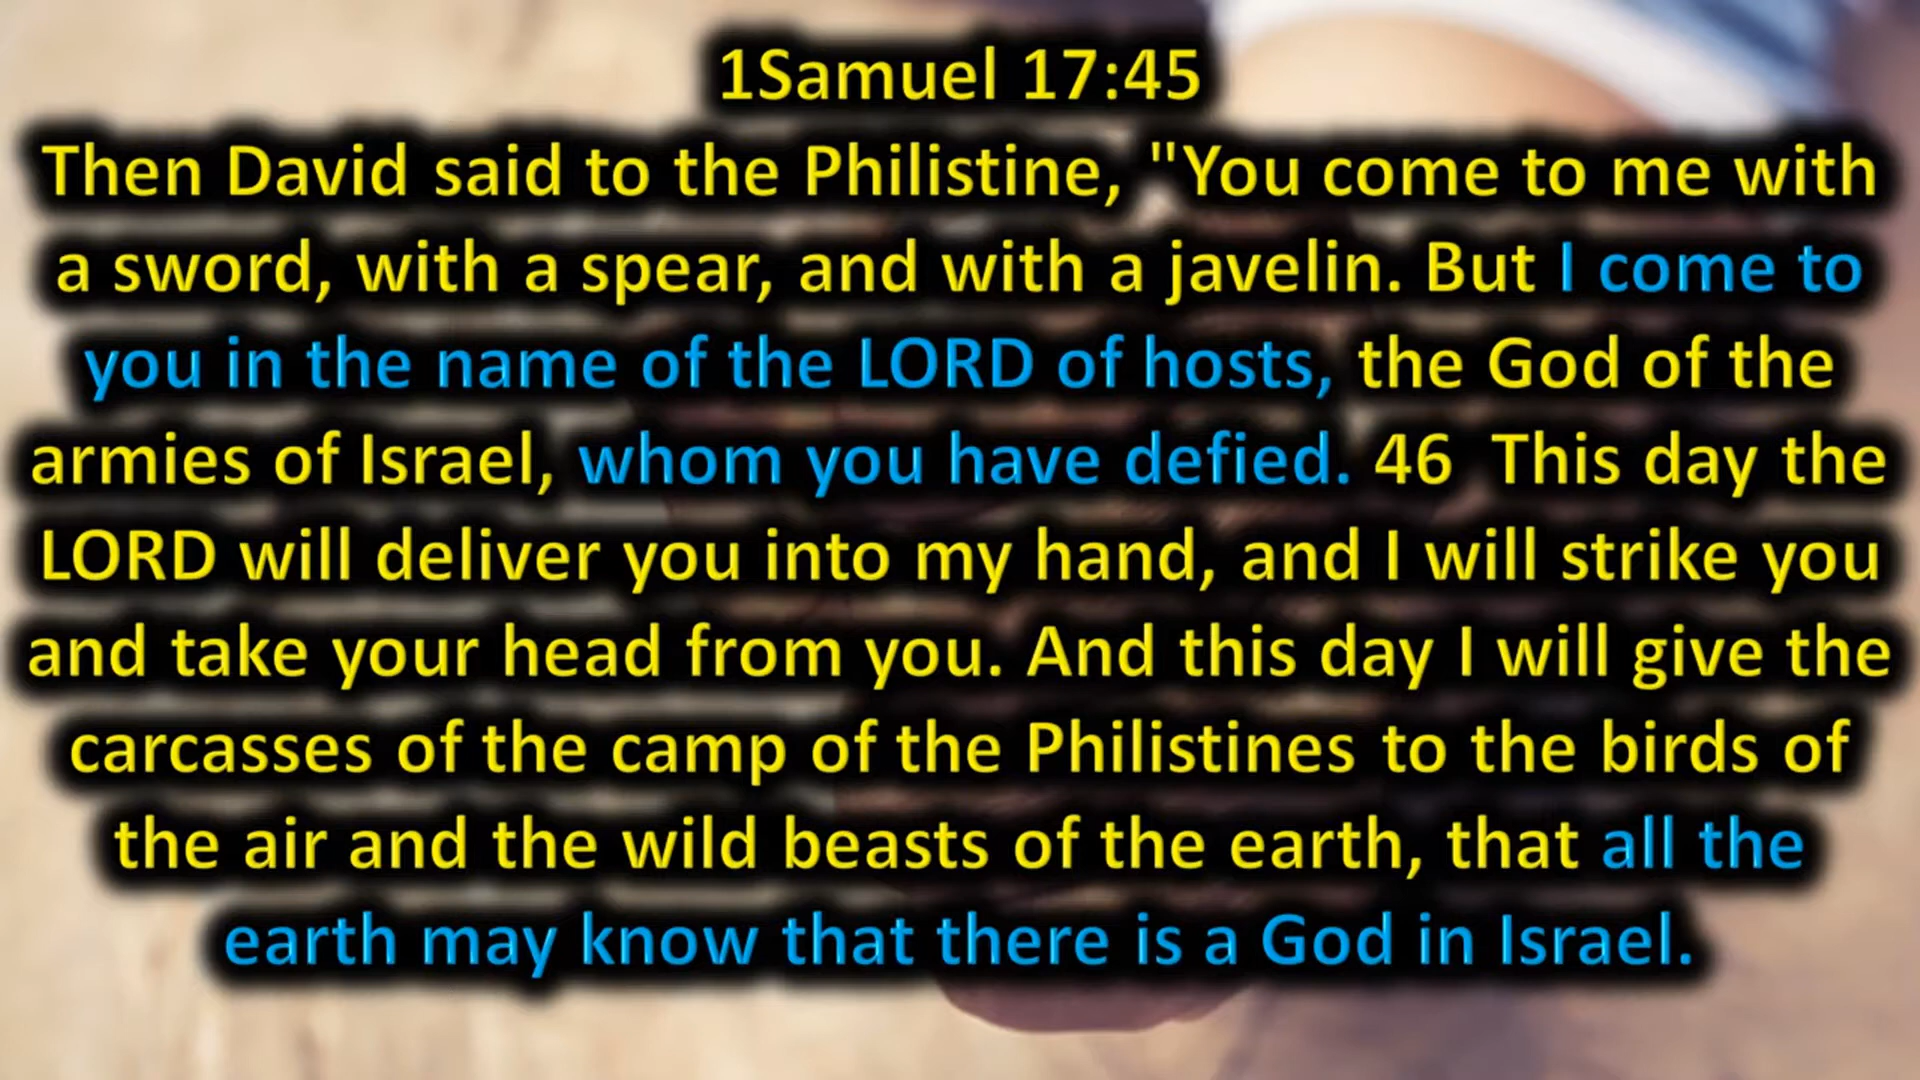 1Samuel 17:45
Then David said to the Philistine, "You come to me with
a sword, with a spear, and with a javelin. But I come to
you in the name of the LORD of hosts, the God of the
armies of Israel, whom you have defied. 46  This day the
LORD will deliver you into my hand, and I will strike you
and take your head from you. And this day I will give the
carcasses of the camp of the Philistines to the birds of
the air and the wild beasts of the earth, that all the
earth may know that there is a God in Israel.